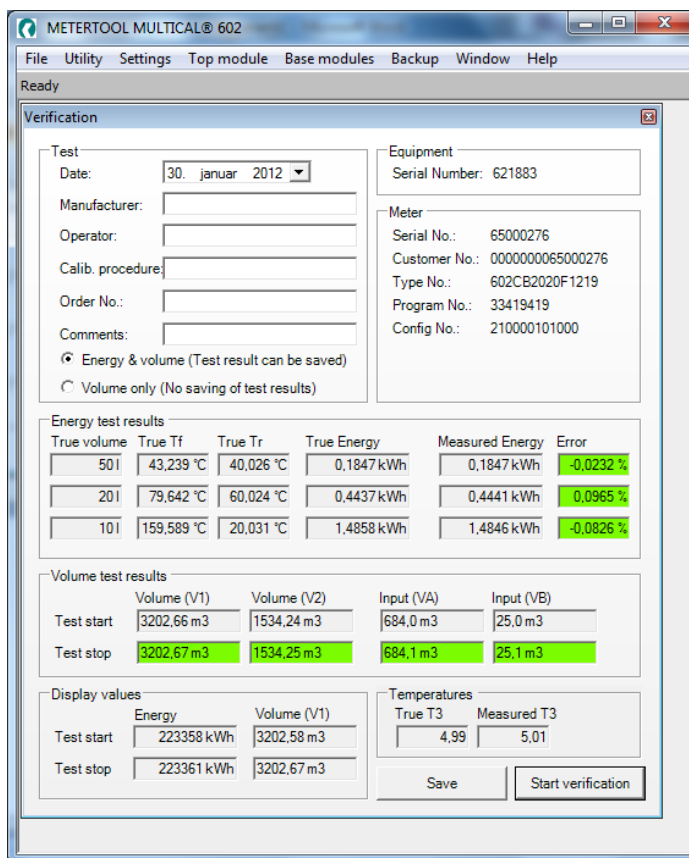 METERTOOL MULTICAL® 602
File Utility Settings Top module Base modules Backup Window Help
Ready
Verification
Test
Date: 30. januar 2012
Manufacturer:
Operator:
Calib. procedure:
Order No.:
Comments:
Energy & volume (Test result can be saved)
Volume only (No saving of test results)
Equipment
Serial Number: 621883
Meter
Serial No.: 65000276
Customer No.: 0000000065000276
Type No.: 602CB2020F1219
Program No.: 33419419
Config No.: 210000101000
Energy test results
True volume True Tf True Tr True Energy Measured Energy Error
50 l 43,239 °C 40,026 °C 0,1847 kWh 0,1847 kWh -0,0232 %
20 l 79,642 °C 60,024 °C 0,4437 kWh 0,4441 kWh 0,0965 %
10 l 159,589 °C 20,031 °C 1,4858 kWh 1,4846 kWh -0,0826 %
Volume test results
Volume (V1) Volume (V2) Input (VA) Input (VB)
Test start 3202,66 m3 1534,24 m3 684,0 m3 25,0 m3
Test stop 3202,67 m3 1534,25 m3 684,1 m3 25,1 m3
Display values
Energy Volume (V1)
Test start 223358 kWh 3202,58 m3
Test stop 223361 kWh 3202,67 m3
Temperatures
True T3 Measured T3
4,99 5,01
Save Start verification